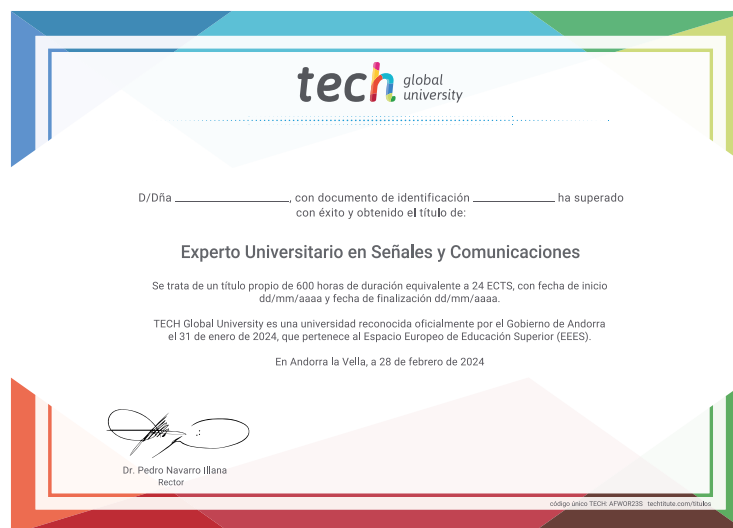 tech global university
D/Dña ____________, con documento de identificación ____________ ha superado
con éxito y obtenido el título de:
Experto Universitario en Señales y Comunicaciones
Se trata de un título propio de 600 horas de duración equivalente a 24 ECTS, con fecha de inicio
dd/mm/aaaa y fecha de finalización dd/mm/aaaa.
TECH Global University es una universidad reconocida oficialmente por el Gobierno de Andorra
el 31 de enero de 2024, que pertenece al Espacio Europeo de Educación Superior (EEES).
En Andorra la Vella, a 28 de febrero de 2024
Dr. Pedro Navarro Illana
Rector
código único TECH: AFWOR23S techtitute.com/titulos